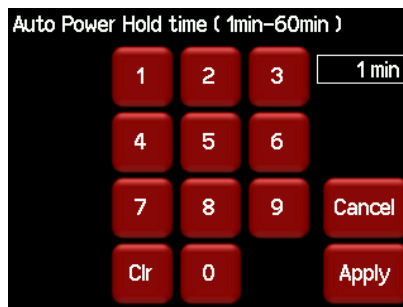 Auto Power Hold time ( 1min-60min )
1 2 3 1 min
4 5 6
7 8 9 Cancel
Clr 0 Apply